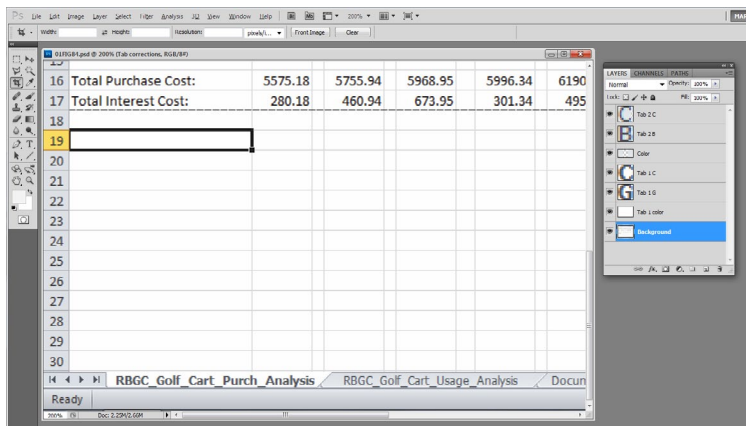 PS File Edit Image Layer Select Filter Analysis 3D View Window Help Mb 200%
Width: Height: Resolution: pixels/i... Front Image Clear
01FIG84.psd @ 200% (Tab corrections, RGB/8#)
16 Total Purchase Cost: 5575.18 5755.94 5968.95 5996.34 6190
17 Total Interest Cost: 280.18 460.94 673.95 301.34 495
18
19
20
21
22
23
24
25
26
27
28
29
30
RBGC_Golf_Cart_Purch_Analysis RBGC_Golf_Cart_Usage_Analysis Docun
Ready
200% Doc: 2.25M/2.66M
LAYERS CHANNELS PATHS
Normal Opacity: 100%
Lock: Fill: 100%
Tab 2 C
Tab 2 B
Color
Tab 1 C
Tab 1 G
Tab 1 color
Background